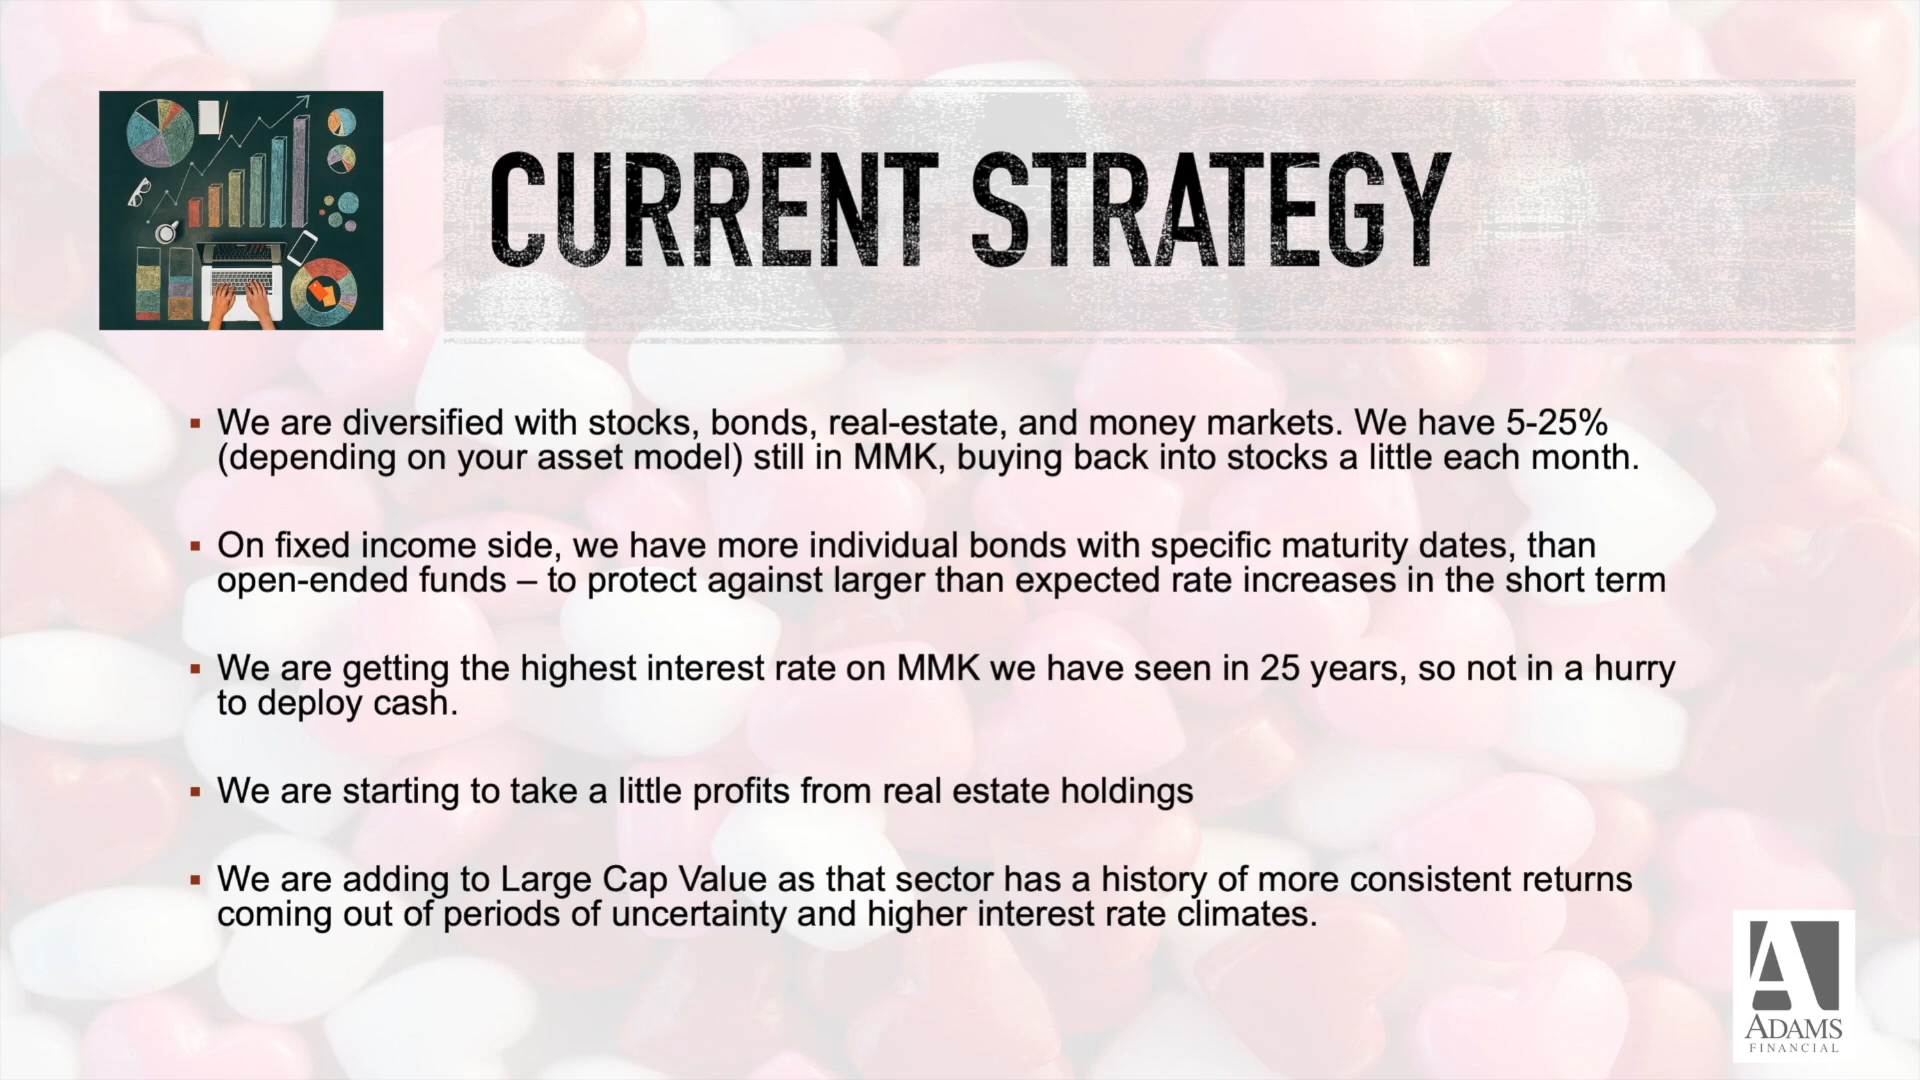 CURRENT STRATEGY
▪ We are diversified with stocks, bonds, real-estate, and money markets. We have 5-25%
(depending on your asset model) still in MMK, buying back into stocks a little each month.
▪ On fixed income side, we have more individual bonds with specific maturity dates, than
open-ended funds – to protect against larger than expected rate increases in the short term
▪ We are getting the highest interest rate on MMK we have seen in 25 years, so not in a hurry
to deploy cash.
▪ We are starting to take a little profits from real estate holdings
▪ We are adding to Large Cap Value as that sector has a history of more consistent returns
coming out of periods of uncertainty and higher interest rate climates.
A
ADAMS
FINANCIAL